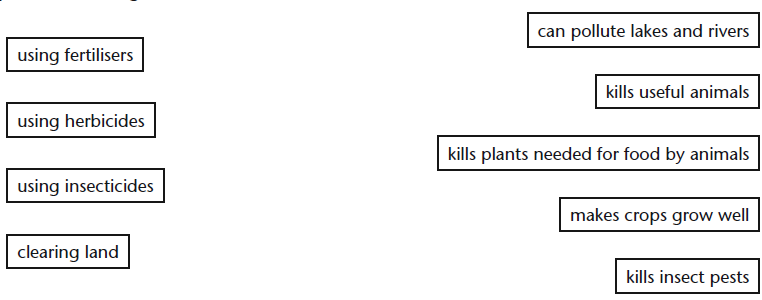 using fertilisers
using herbicides
using insecticides
clearing land
can pollute lakes and rivers
kills useful animals
kills plants needed for food by animals
makes crops grow well
kills insect pests